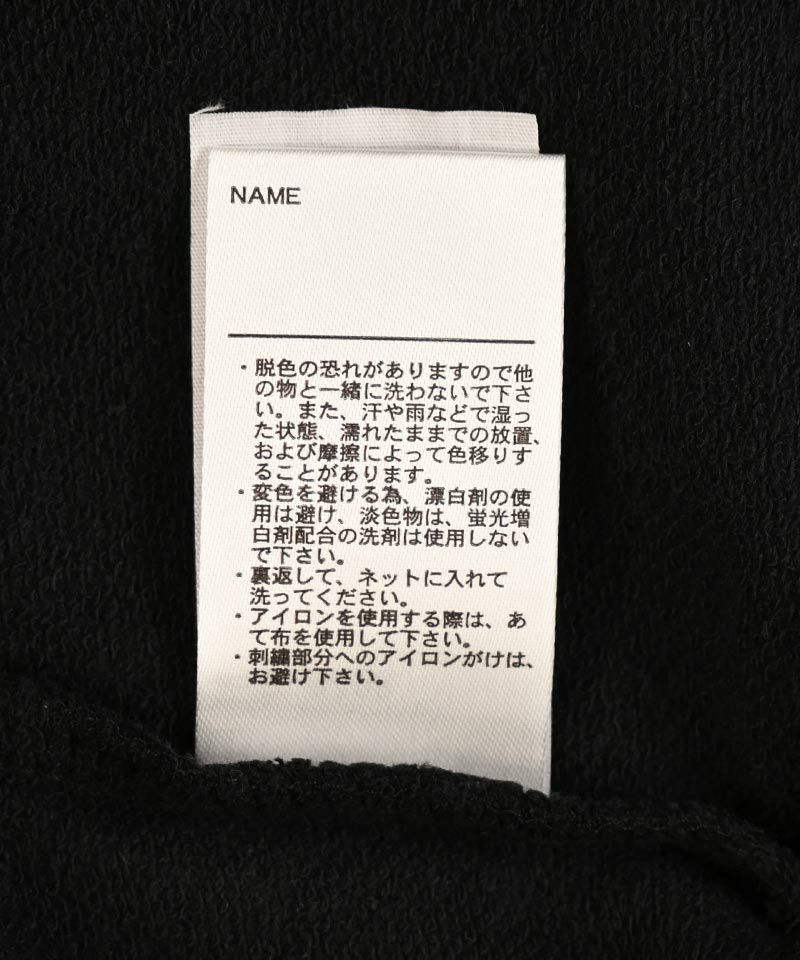 NAME
・脱色の恐れがありますので他
の物と一緒に洗わないで下さ
い。また、汗や雨などで湿っ
た状態、濡れたままでの放置、
および摩擦によって色移りす
ることがあります。
・変色を避ける為、漂白剤の使
用は避け、淡色物は、蛍光増
白剤配合の洗剤は使用しない
で下さい。
・裏返して、ネットに入れて
洗ってください。
・アイロンを使用する際は、あ
て布を使用して下さい。
・刺繍部分へのアイロンがけは、
お避け下さい。